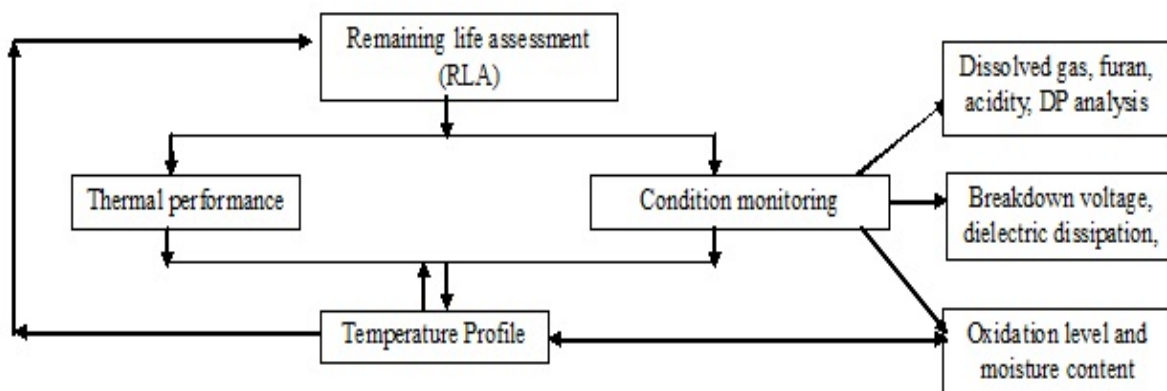 Remaining life assessment
(RLA)
Dissolved gas, furan,
acidity, DP analysis
Thermal performance
Condition monitoring
Breakdown voltage,
dielectric dissipation,
Temperature Profile
Oxidation level and
moisture content